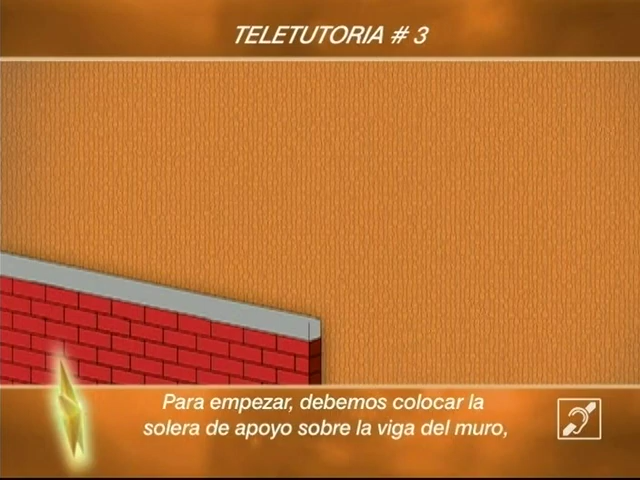 TELETUTORIA # 3
Para empezar, debemos colocar la
solera de apoyo sobre la viga del muro,